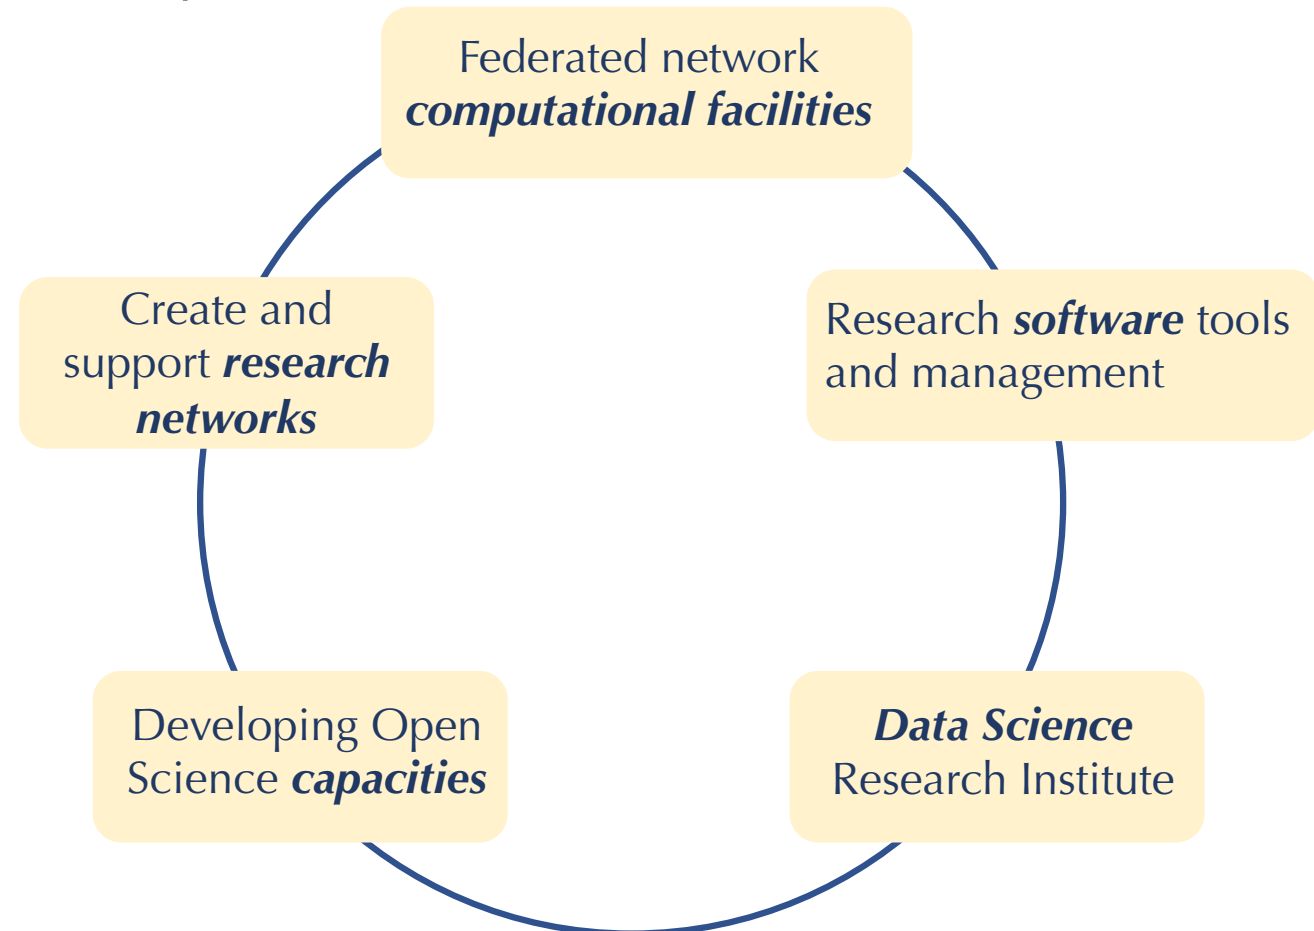 Federated network
computational facilities
Create and
support research
networks
Research software tools
and management
Developing Open
Science capacities
Data Science
Research Institute